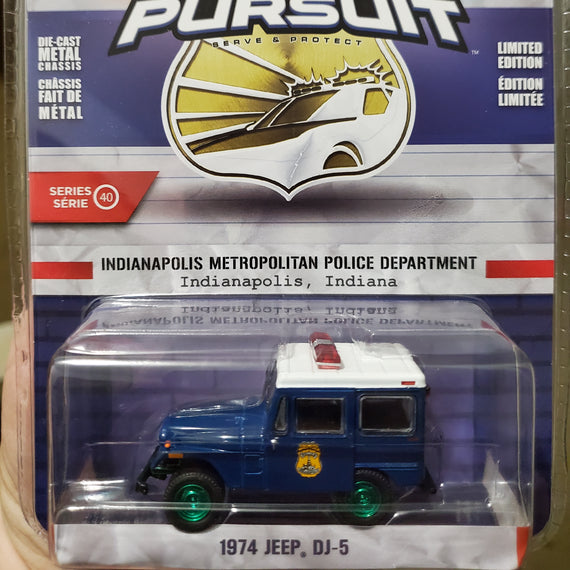 PURSUIT
SERVE & PROTECT
™
DIE-CAST
METAL
CHASSIS
CHÂSSIS
FAIT DE
MÉTAL
LIMITED
EDITION
ÉDITION
LIMITÉE
SERIES
SÉRIE
40
INDIANAPOLIS METROPOLITAN POLICE DEPARTMENT
Indianapolis, Indiana
1974 JEEP® DJ-5